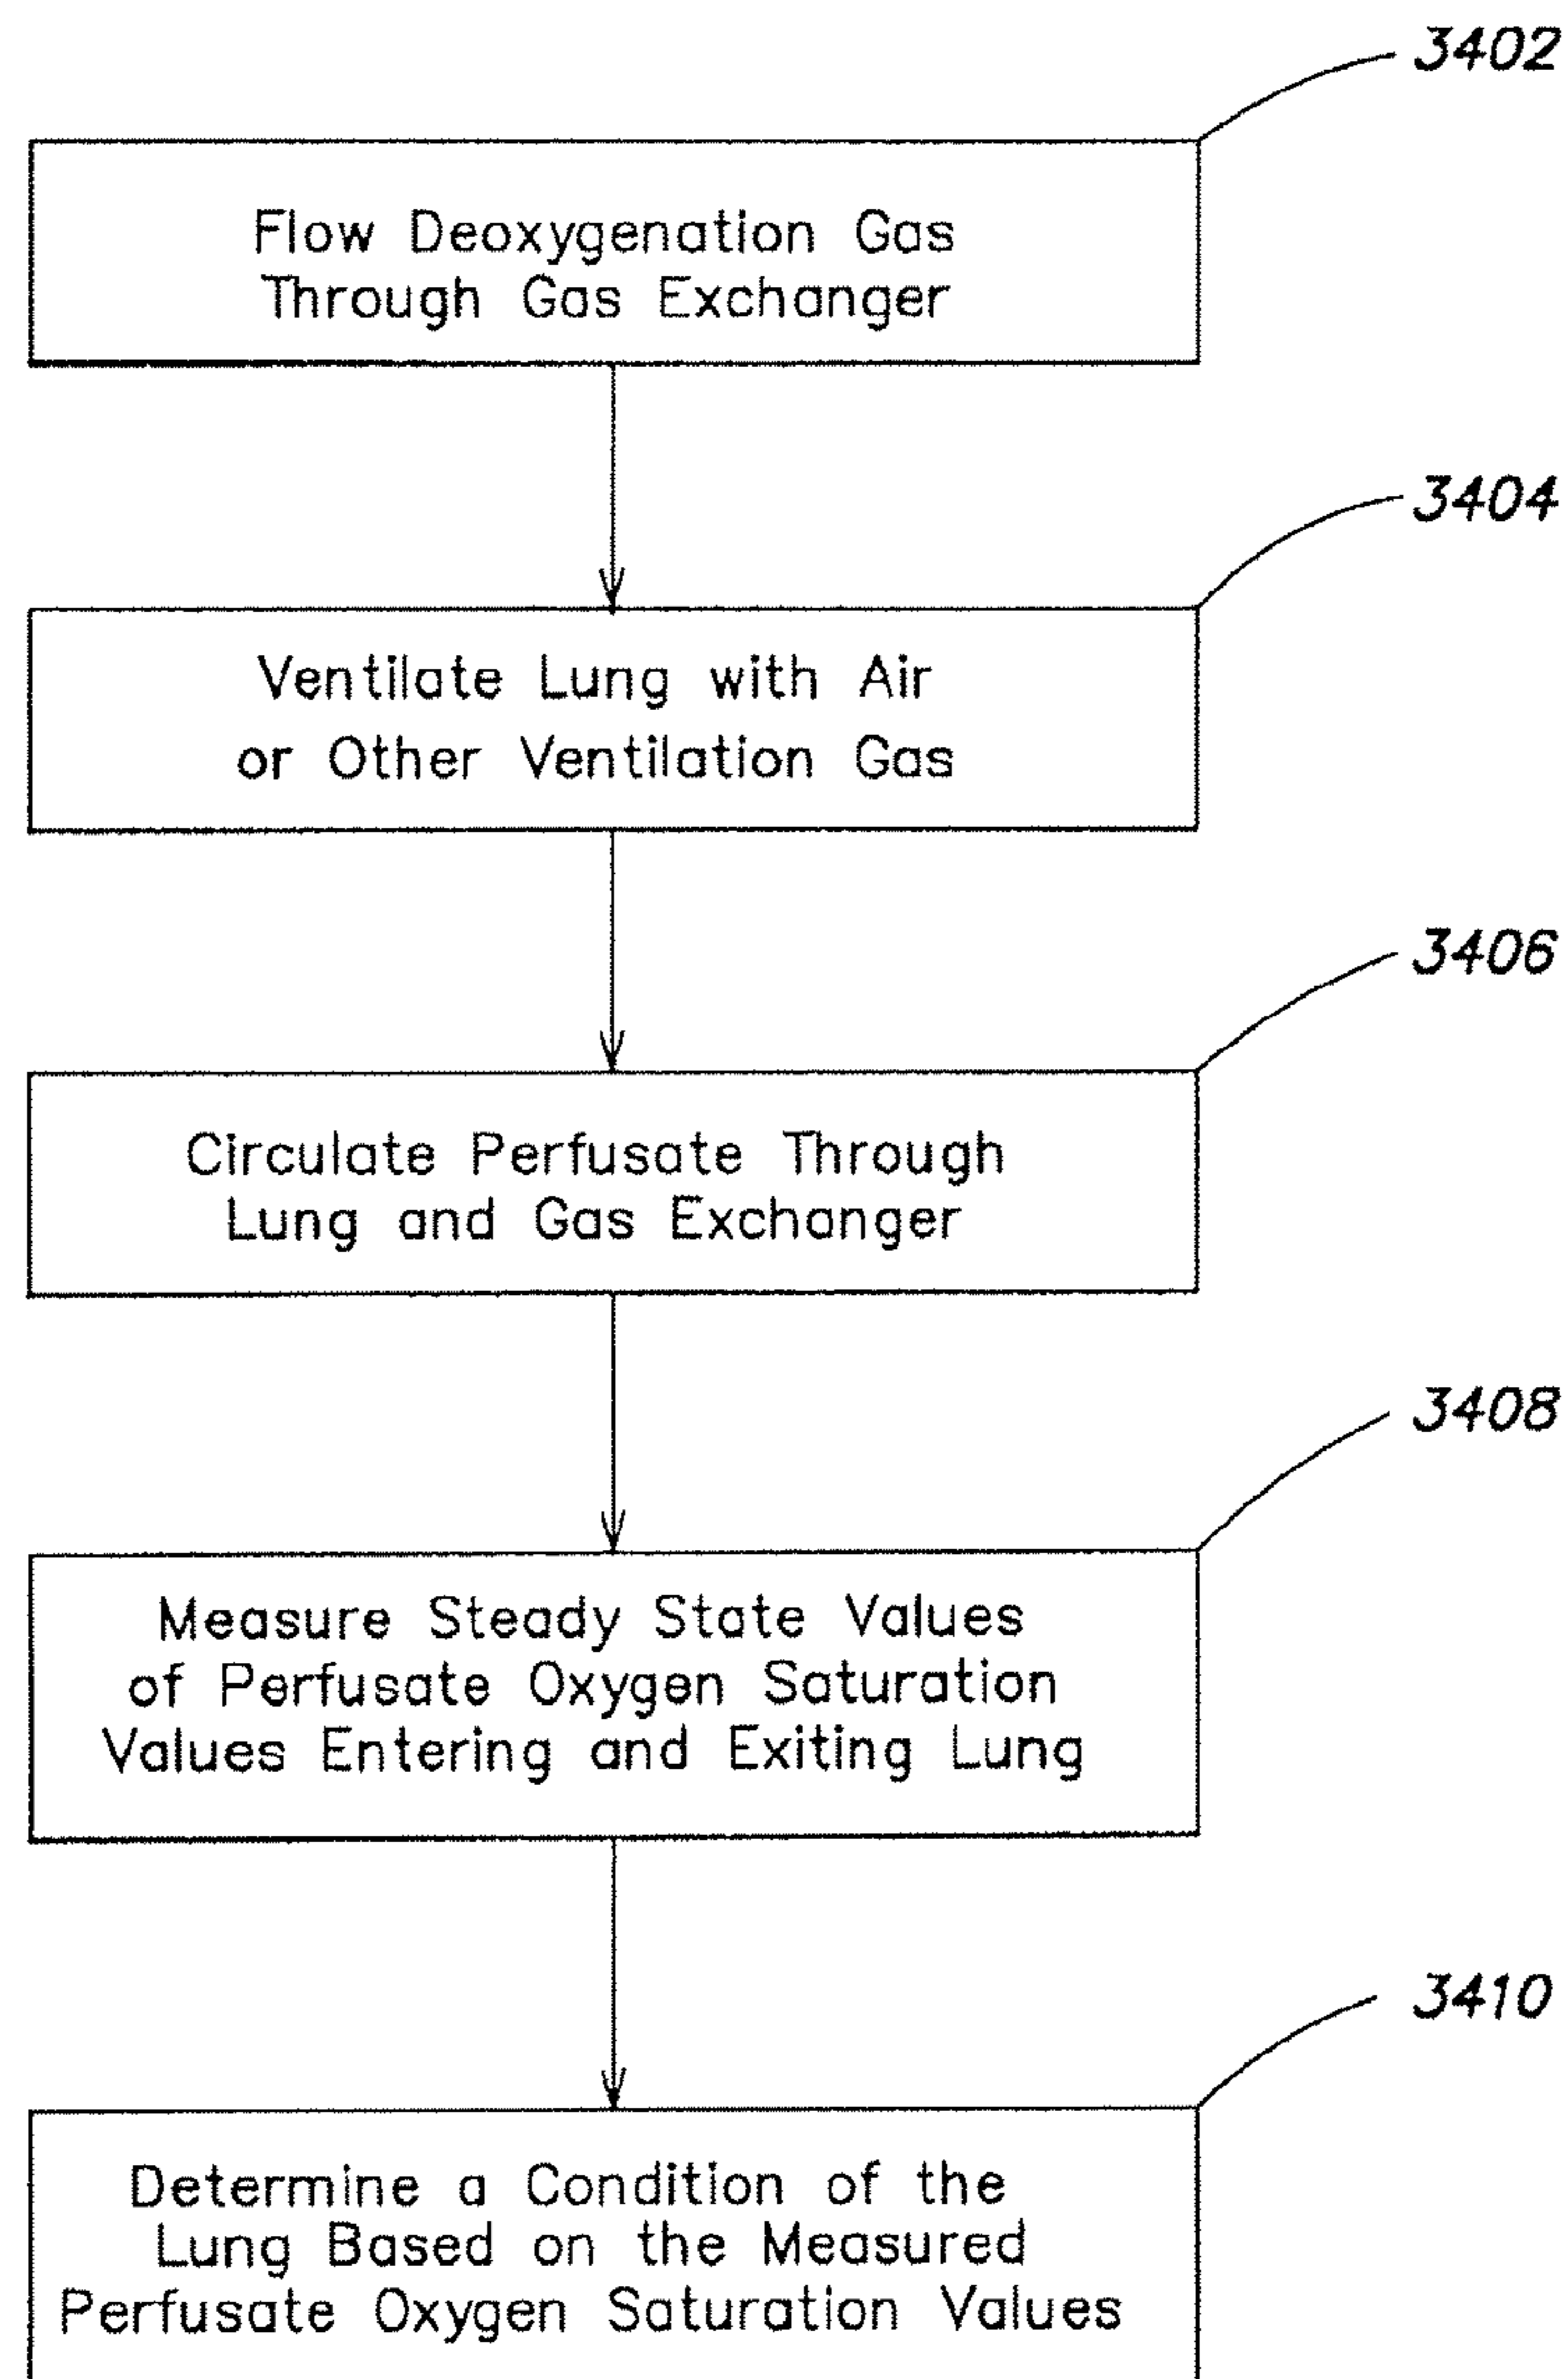 3402
Flow Deoxygenation Gas
Through Gas Exchanger
3404
Ventilate Lung with Air
or Other Ventilation Gas
3406
Circulate Perfusate Through
Lung and Gas Exchanger
3408
Measure Steady State Values
of Perfusate Oxygen Saturation
Values Entering and Exiting Lung
3410
Determine a Condition of the
Lung Based on the Measured
Perfusate Oxygen Saturation Values